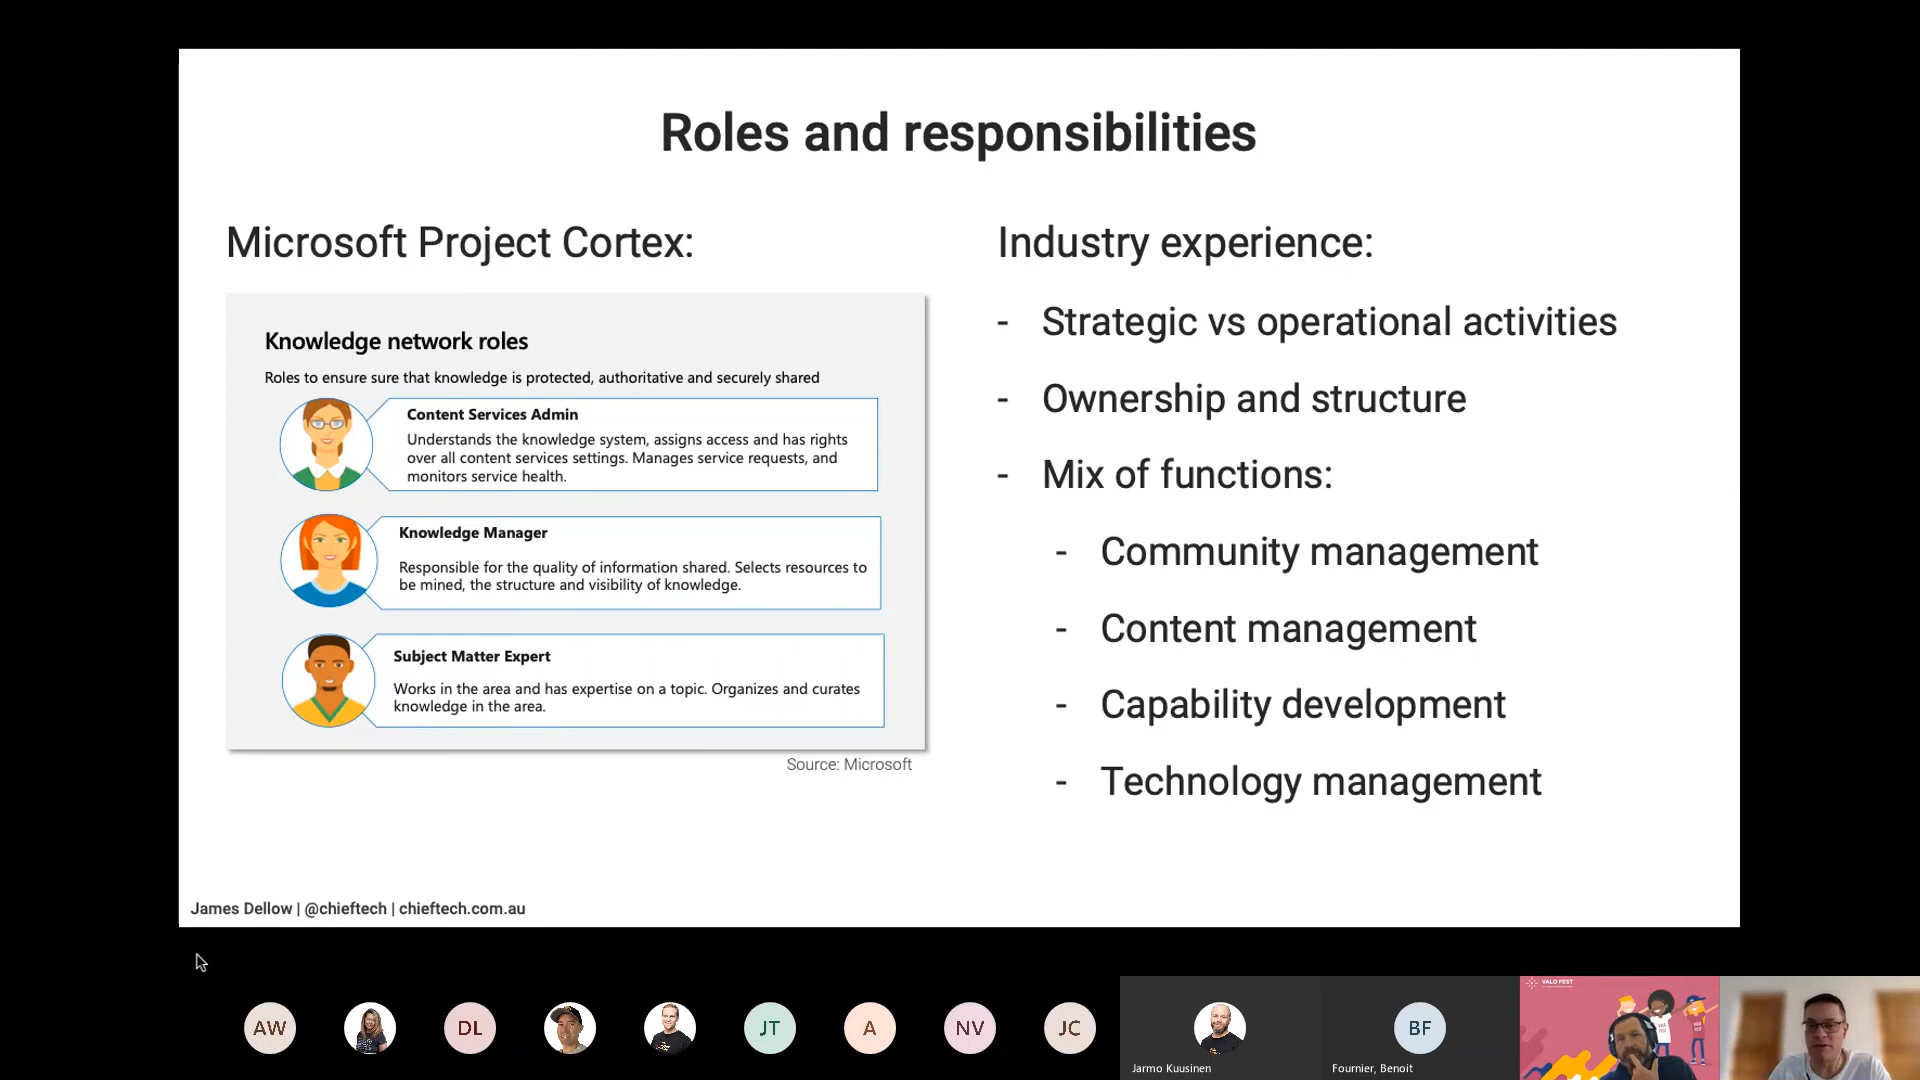 Roles and responsibilities
Microsoft Project Cortex:
Knowledge network roles
Roles to ensure sure that knowledge is protected, authoritative and securely shared
Content Services Admin
Understands the knowledge system, assigns access and has rights
over all content services settings. Manages service requests, and
monitors service health.
Knowledge Manager
Responsible for the quality of information shared. Selects resources to
be mined, the structure and visibility of knowledge.
Subject Matter Expert
Works in the area and has expertise on a topic. Organizes and curates
knowledge in the area.
Source: Microsoft
Industry experience:
- Strategic vs operational activities
- Ownership and structure
- Mix of functions:
- Community management
- Content management
- Capability development
- Technology management
James Dellow | @chieftech | chieftech.com.au
AW
DL
JT
A
NV
JC
Jarmo Kuusinen
BF
Fournier, Benoit
VALO FEST